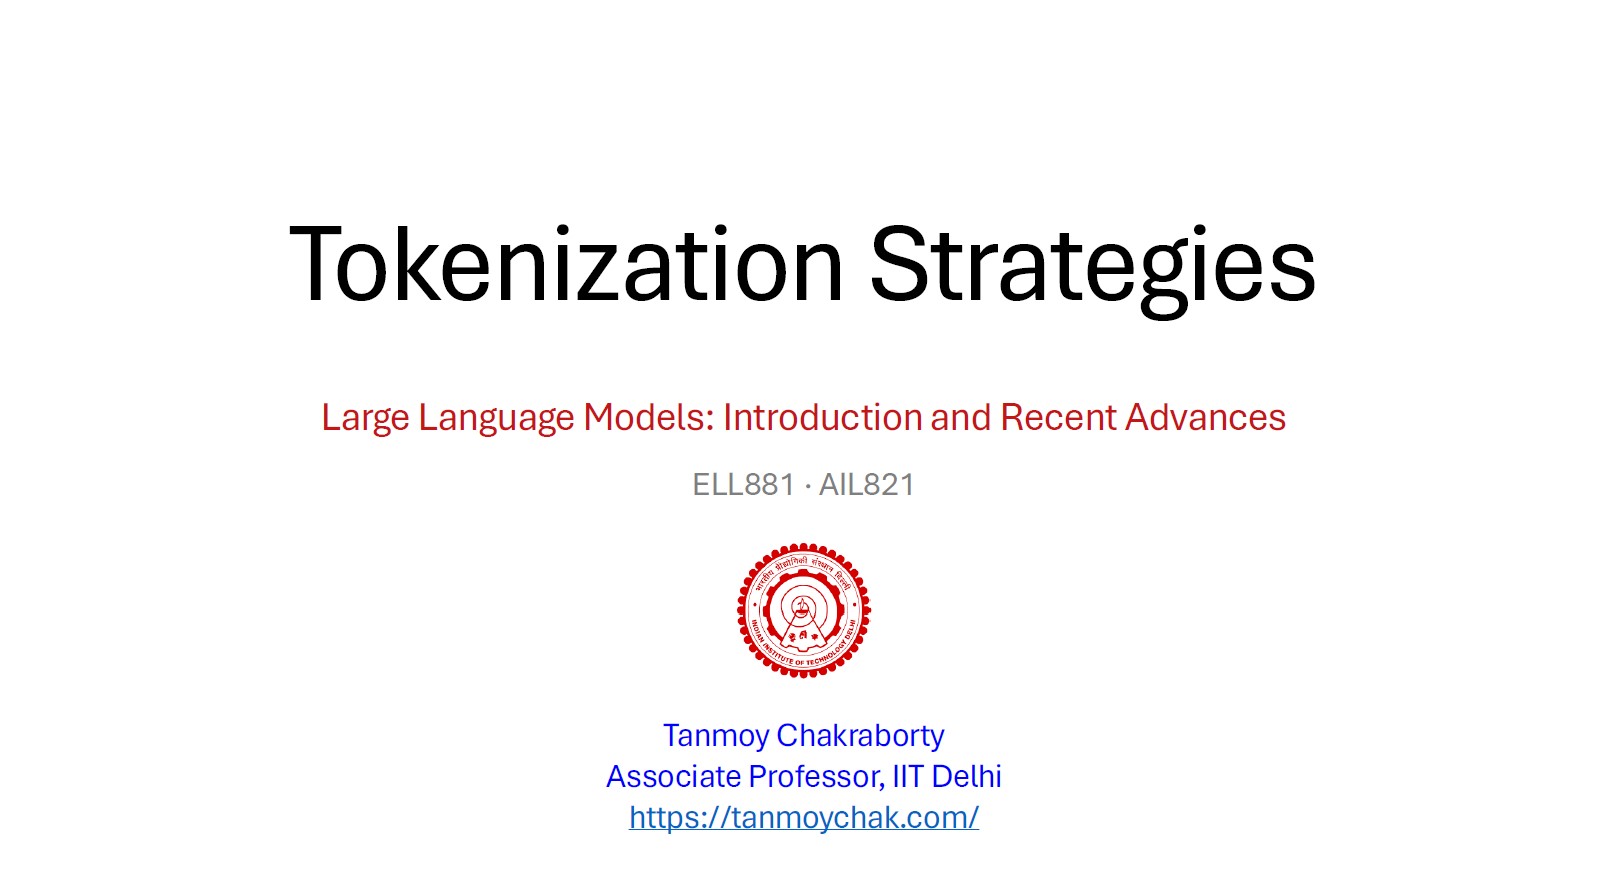 Tokenization Strategies
Large Language Models: Introduction and Recent Advances
ELL881 · AIL821
भारतीय प्रौद्योगिकी संस्थान दिल्ली
INDIAN INSTITUTE OF TECHNOLOGY DELHI
Tanmoy Chakraborty
Associate Professor, IIT Delhi
https://tanmoychak.com/